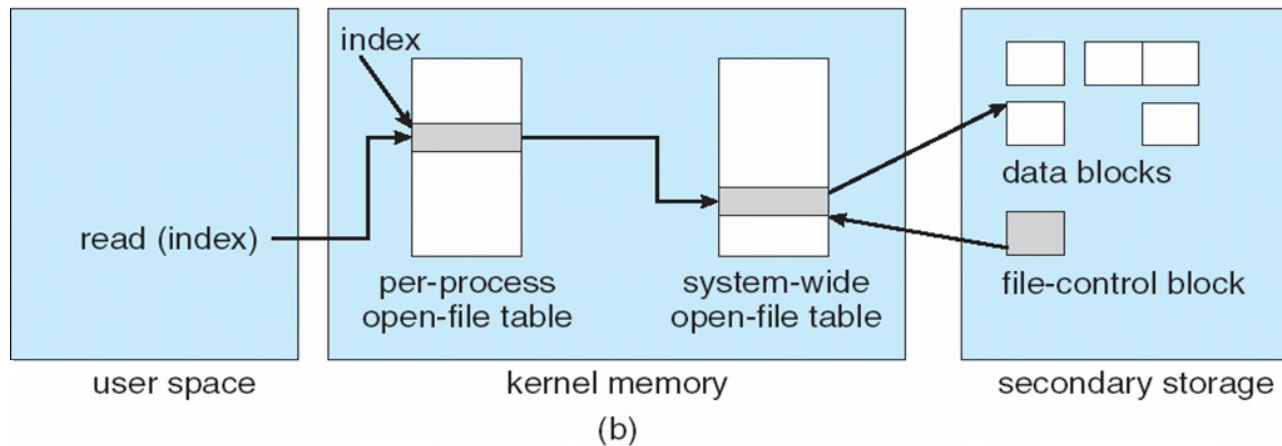 index
read (index)
per-process
open-file table
system-wide
open-file table
data blocks
file-control block
user space
kernel memory
secondary storage
(b)